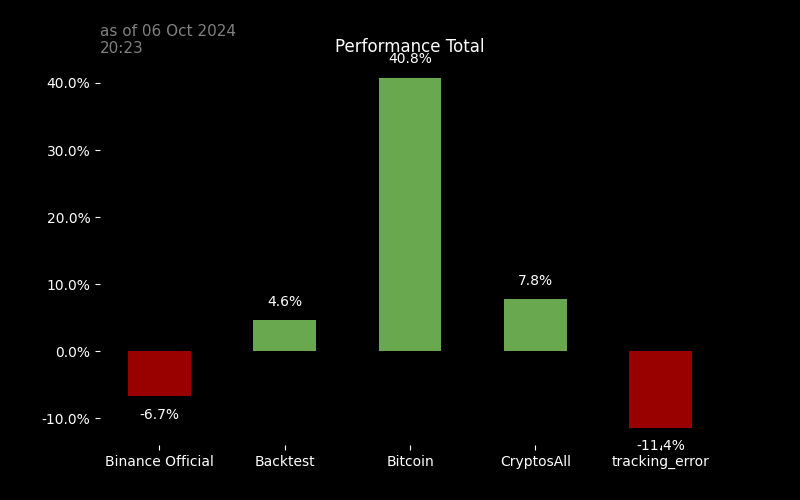 as of 06 Oct 2024
20:23
Performance Total
40.8%
40.0%
30.0%
20.0%
10.0%
0.0%
-10.0%
7.8%
4.6%
-6.7%
-11.4%
Binance Official
Backtest
Bitcoin
CryptosAll
tracking_error